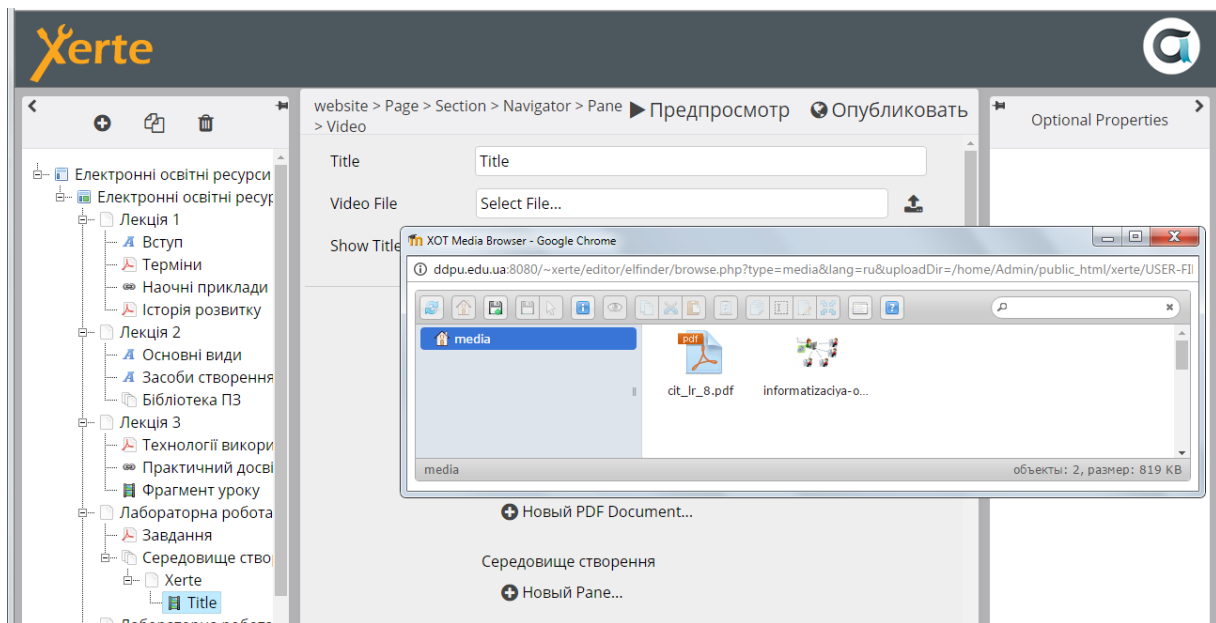 Xerte
website > Page > Section > Navigator > Pane
> Video
Предпросмотр
Опубликовать
Optional Properties
Електронні освітні ресурси
Електронні освітні ресур
Лекція 1
Вступ
Терміни
Наочні приклади
Історія розвитку
Лекція 2
Основні види
Засоби створення
Бібліотека ПЗ
Лекція 3
Технології викори
Практичний досві
Фрагмент уроку
Лабораторна робота
Завдання
Середовище ство
Xerte
Title
Title
Title
Video File
Select File...
Show Title
XOT Media Browser - Google Chrome
ddpu.edu.ua:8080/~xerte/editor/elfinder/browse.php?type=media&lang=ru&uploadDir=/home/Admin/public_html/xerte/USER-FI
media
pdf
cit_lr_8.pdf
informatizaciya-o...
media
объекты: 2, размер: 819 KB
Новый PDF Document...
Середовище створення
Новый Pane...